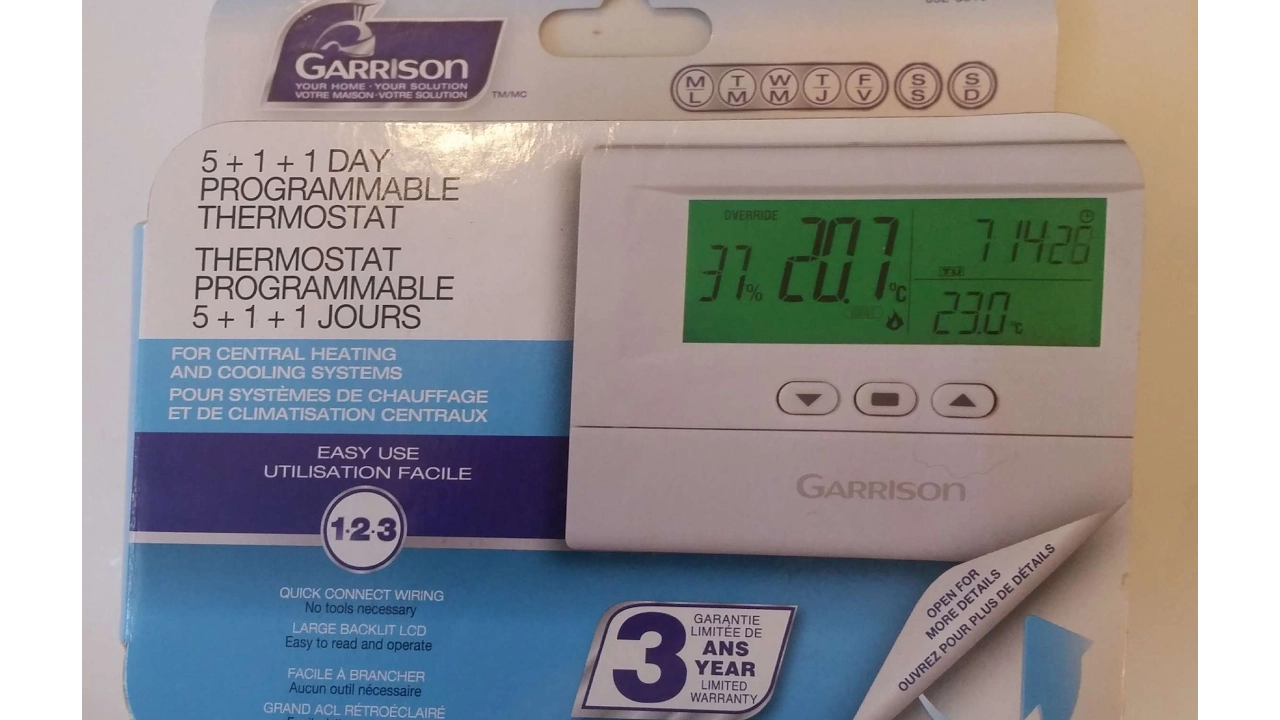 GARRISON
YOUR HOME · YOUR SOLUTION
VOTRE MAISON · VOTRE SOLUTION
TM/MC
M T W T F S S
L M M J V S D
5 + 1 + 1 DAY
PROGRAMMABLE
THERMOSTAT
THERMOSTAT
PROGRAMMABLE
5 + 1 + 1 JOURS
FOR CENTRAL HEATING
AND COOLING SYSTEMS
POUR SYSTÈMES DE CHAUFFAGE
ET DE CLIMATISATION CENTRAUX
EASY USE
UTILISATION FACILE
1·2·3
QUICK CONNECT WIRING
No tools necessary
LARGE BACKLIT LCD
Easy to read and operate
FACILE À BRANCHER
Aucun outil nécessaire
GRAND ACL RÉTROÉCLAIRÉ
OVERRIDE
37% 20.7°C
7 14:26
TU
23.0°C
GARRISON
3
GARANTIE
LIMITÉE DE
ANS
YEAR
LIMITED
WARRANTY
OPEN FOR
MORE DETAILS
OUVREZ POUR PLUS DE DÉTAILS